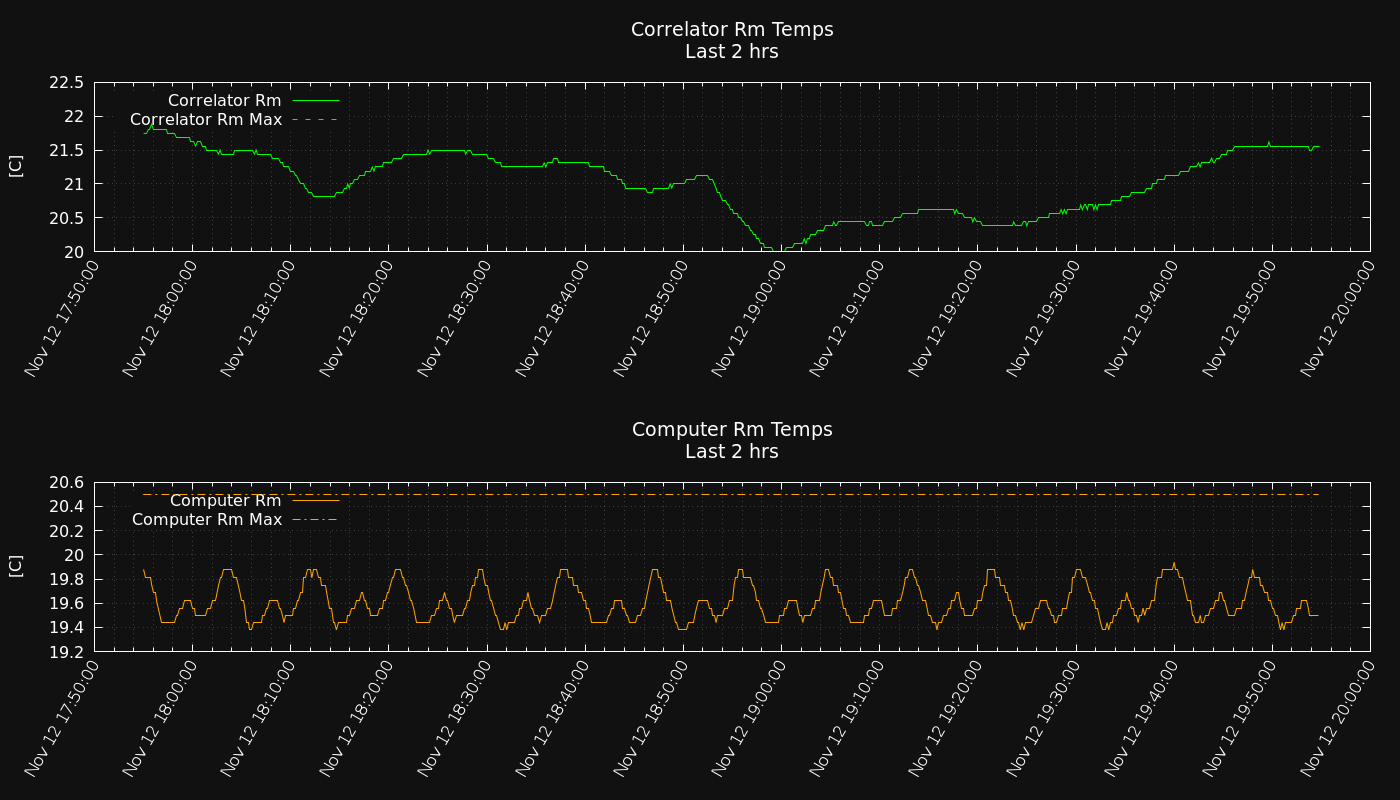 Correlator Rm Temps
Last 2 hrs
22.5
22
21.5
21
20.5
20
[C]
Correlator Rm
Correlator Rm Max
Nov 12 17:50:00
Nov 12 18:00:00
Nov 12 18:10:00
Nov 12 18:20:00
Nov 12 18:30:00
Nov 12 18:40:00
Nov 12 18:50:00
Nov 12 19:00:00
Nov 12 19:10:00
Nov 12 19:20:00
Nov 12 19:30:00
Nov 12 19:40:00
Nov 12 19:50:00
Nov 12 20:00:00
Computer Rm Temps
Last 2 hrs
20.6
20.4
20.2
20
19.8
19.6
19.4
19.2
[C]
Computer Rm
Computer Rm Max
Nov 12 17:50:00
Nov 12 18:00:00
Nov 12 18:10:00
Nov 12 18:20:00
Nov 12 18:30:00
Nov 12 18:40:00
Nov 12 18:50:00
Nov 12 19:00:00
Nov 12 19:10:00
Nov 12 19:20:00
Nov 12 19:30:00
Nov 12 19:40:00
Nov 12 19:50:00
Nov 12 20:00:00